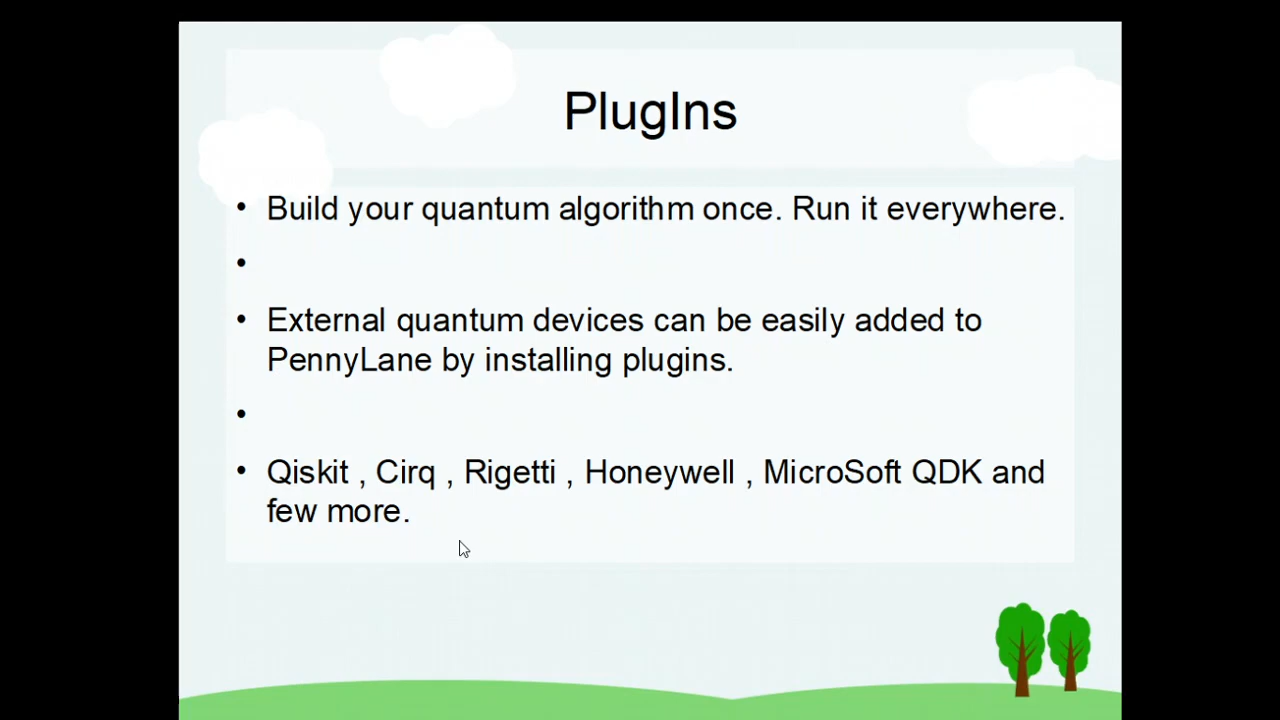 PlugIns
• Build your quantum algorithm once. Run it everywhere.
•
• External quantum devices can be easily added to
PennyLane by installing plugins.
•
• Qiskit , Cirq , Rigetti , Honeywell , MicroSoft QDK and
few more.